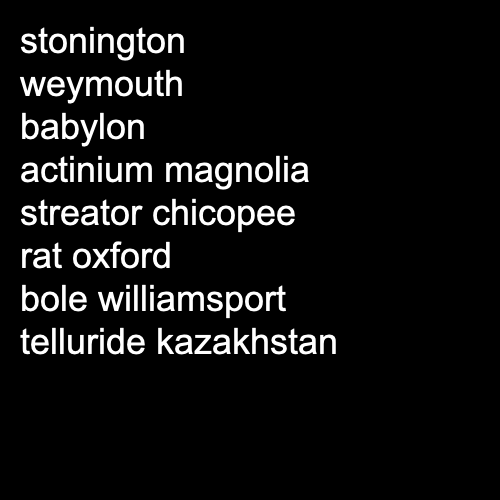 stonington
weymouth
babylon
actinium magnolia
streator chicopee
rat oxford
bole williamsport
telluride kazakhstan